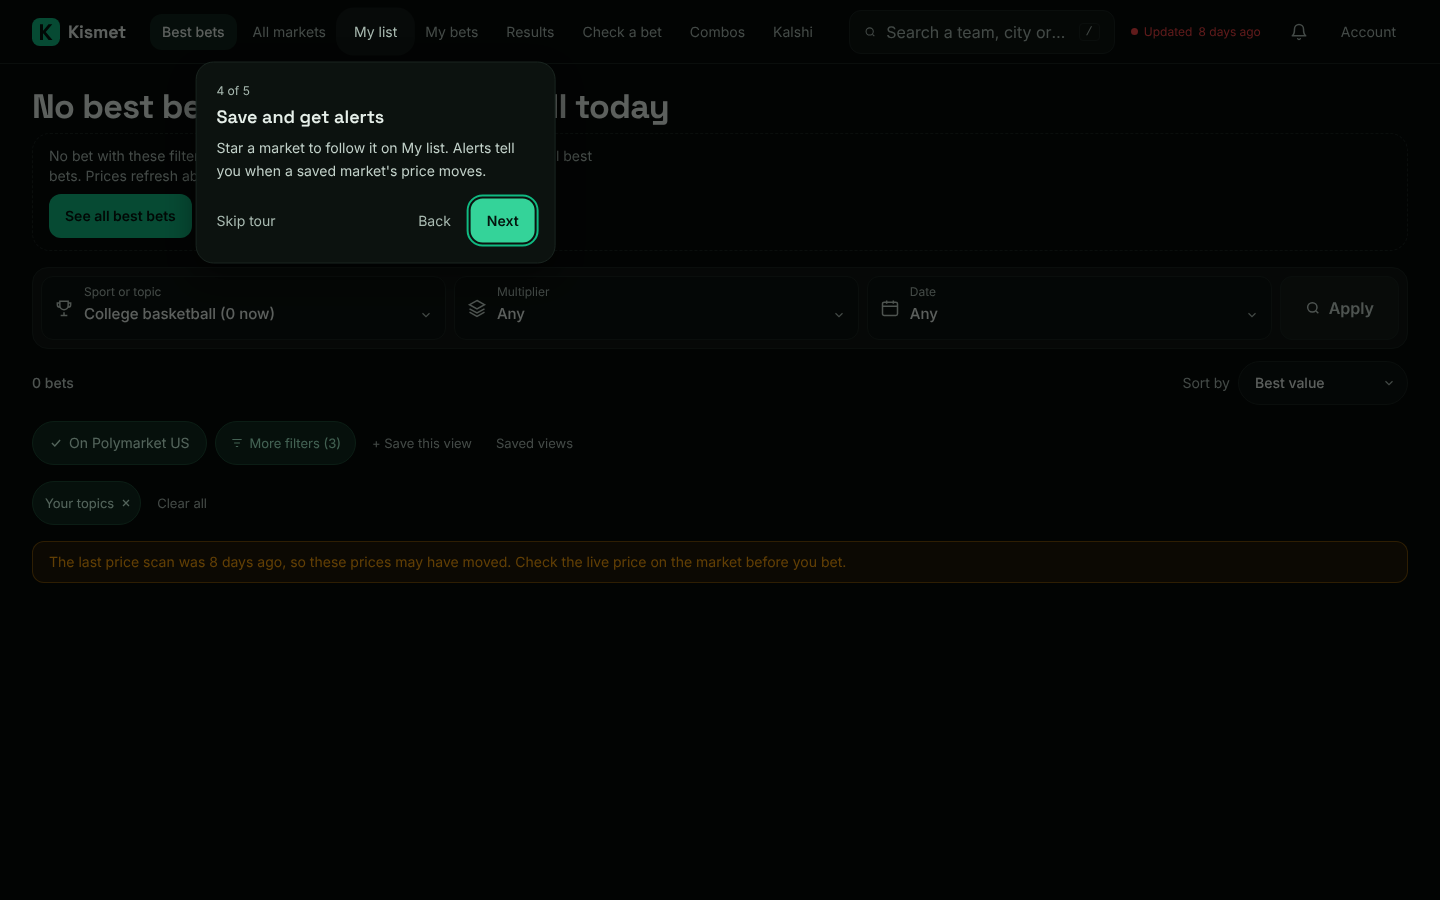 Kismet
Best bets
All markets
My list
My bets
Results
Check a bet
Combos
Kalshi
Search a team, city or...
/
Updated 8 days ago
Account
No best be
ll today
4 of 5
Save and get alerts
Star a market to follow it on My list. Alerts tell
you when a saved market's price moves.
Skip tour
Back
Next
No bet with these filter
l best
bets. Prices refresh ab
See all best bets
Sport or topic
College basketball (0 now)
Multiplier
Any
Date
Any
Apply
0 bets
Sort by
Best value
On Polymarket US
More filters (3)
+ Save this view
Saved views
Your topics ×
Clear all
The last price scan was 8 days ago, so these prices may have moved. Check the live price on the market before you bet.